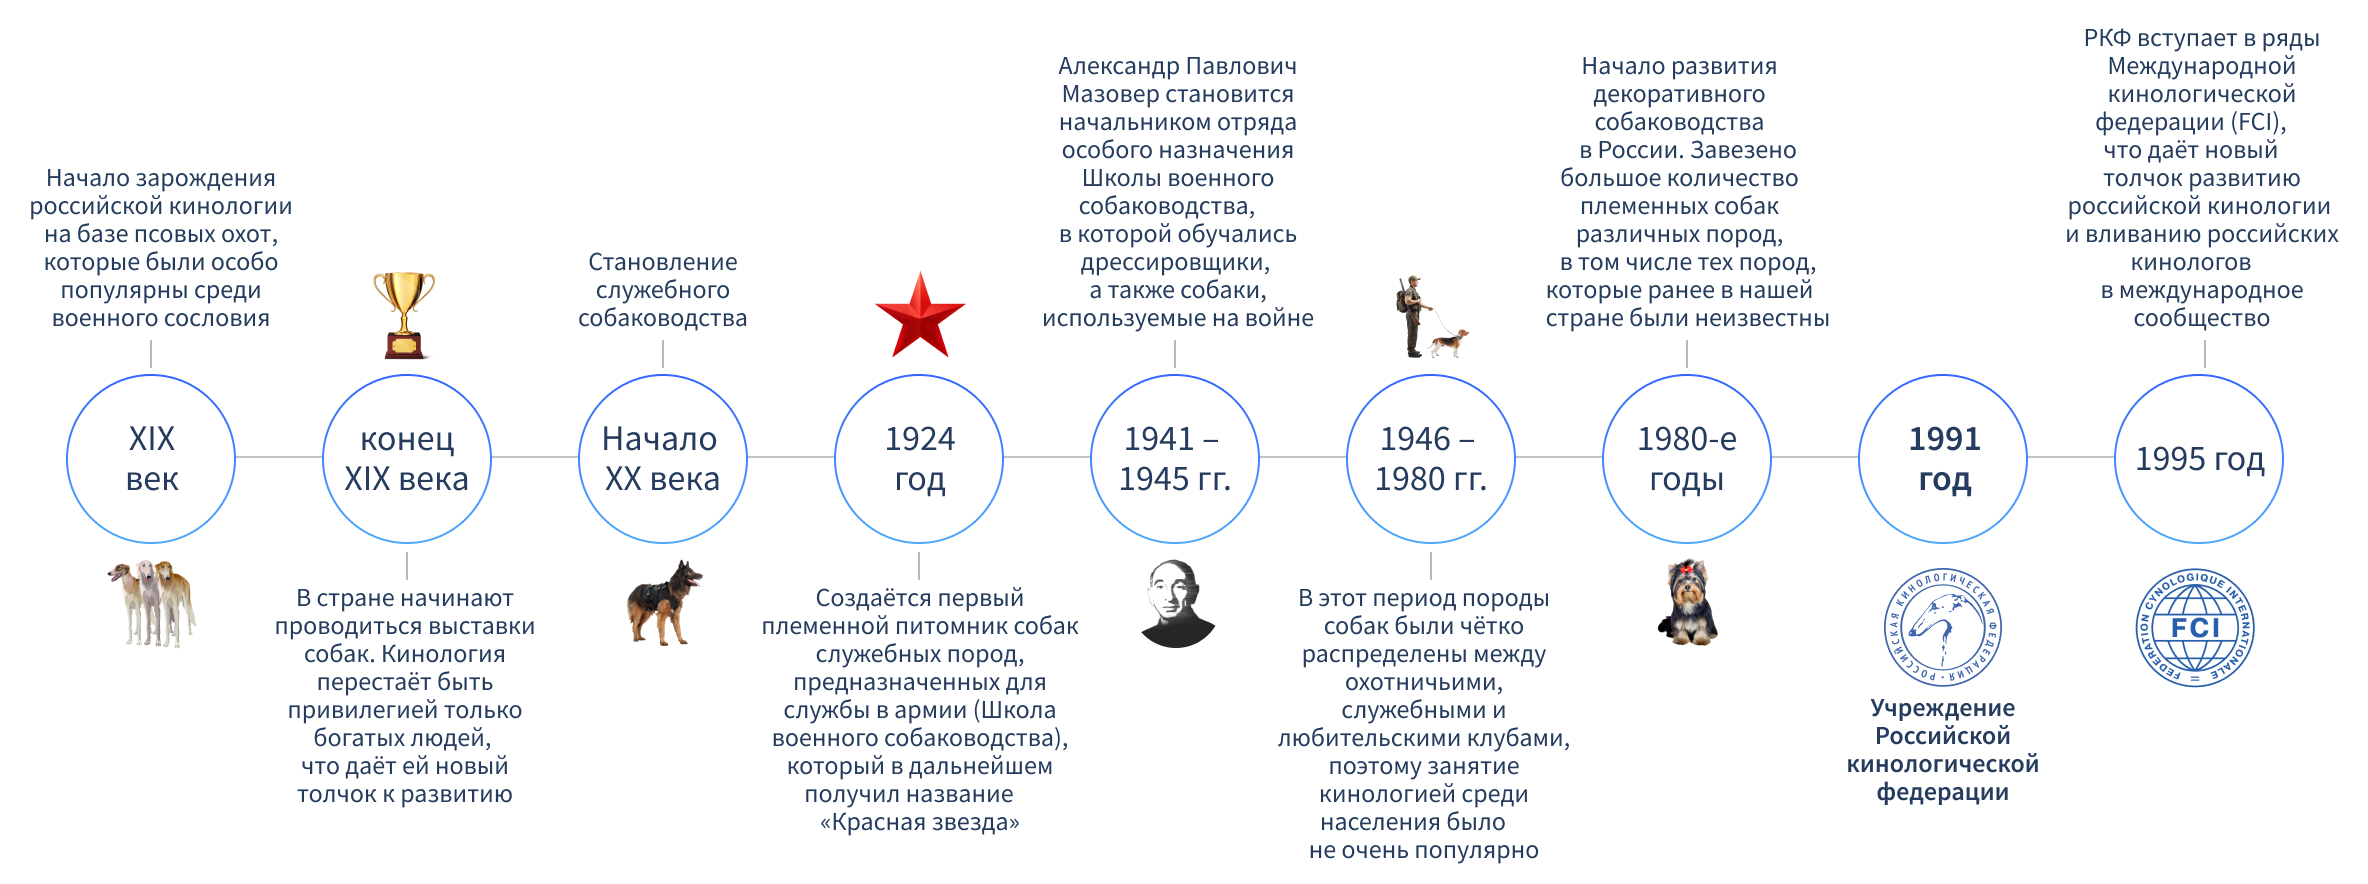 Начало зарождения
российской кинологии
на базе псовых охот,
которые были особо
популярны среди
военного сословия
XIX
век
конец
XIX века
В стране начинают
проводиться выставки
собак. Кинология
перестаёт быть
привилегией только
богатых людей,
что даёт ей новый
толчок к развитию
Становление
служебного
собаководства
Начало
XX века
1924
год
Создаётся первый
племенной питомник собак
служебных пород,
предназначенных для
службы в армии (Школа
военного собаководства),
который в дальнейшем
получил название
«Красная звезда»
Александр Павлович
Мазовер становится
начальником отряда
особого назначения
Школы военного
собаководства,
в которой обучались
дрессировщики,
а также собаки,
используемые на войне
1941 –
1945 гг.
1946 –
1980 гг.
В этот период породы
собак были чётко
распределены между
охотничьими,
служебными и
любительскими клубами,
поэтому занятие
кинологией среди
населения было
не очень популярно
Начало развития
декоративного
собаководства
в России. Завезено
большое количество
племенных собак
различных пород,
в том числе тех пород,
которые ранее в нашей
стране были неизвестны
1980-е
годы
1991
год
РОССИЙСКАЯ КИНОЛОГИЧЕСКАЯ ФЕДЕРАЦИЯ
Учреждение
Российской
кинологической
федерации
РКФ вступает в ряды
Международной
кинологической
федерации (FCI),
что даёт новый
толчок развитию
российской кинологии
и вливанию российских
кинологов
в международное
сообщество
1995 год
FEDERATION CYNOLOGIQUE INTERNATIONALE
FCI